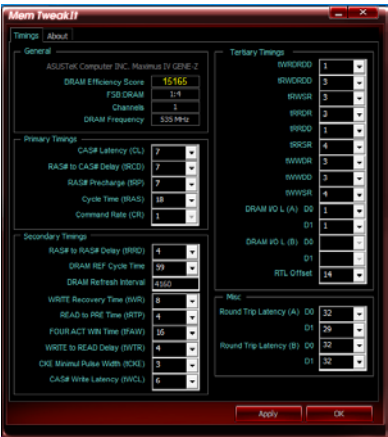 Mem TweakIt
Timings About
General
ASUSTeK Computer INC. Maximus IV GENE-Z
DRAM Efficiency Score 15165
FSB:DRAM 1:4
Channels 1
DRAM Frequency 535 MHz
Primary Timings
CAS# Latency (CL) 7
RAS# to CAS# Delay (tRCD) 7
RAS# Precharge (tRP) 7
Cycle Time (tRAS) 18
Command Rate (CR) 1
Secondary Timings
RAS# to RAS# Delay (tRRD) 4
DRAM REF Cycle Time 59
DRAM Refresh Interval 4160
WRITE Recovery Time (tWR) 8
READ to PRE Time (tRTP) 4
FOUR ACT WIN Time (tFAW) 16
WRITE to READ Delay (tWTR) 4
CKE Minimul Pulse Width (tCKE) 3
CAS# Write Latency (tWCL) 6
Tertiary Timings
tWRDRDD 1
tRWDRDD 3
tRWSR 3
tRRDR 3
tRRDD 1
tRRSR 4
tWWDR 3
tWWDD 3
tWWSR 4
DRAM I/O L (A) D0 1
D1 1
DRAM I/O L (B) D0
D1
RTL Offset 14
Misc
Round Trip Latency (A) D0 32
D1 29
Round Trip Latency (B) D0 32
D1 32
Apply OK